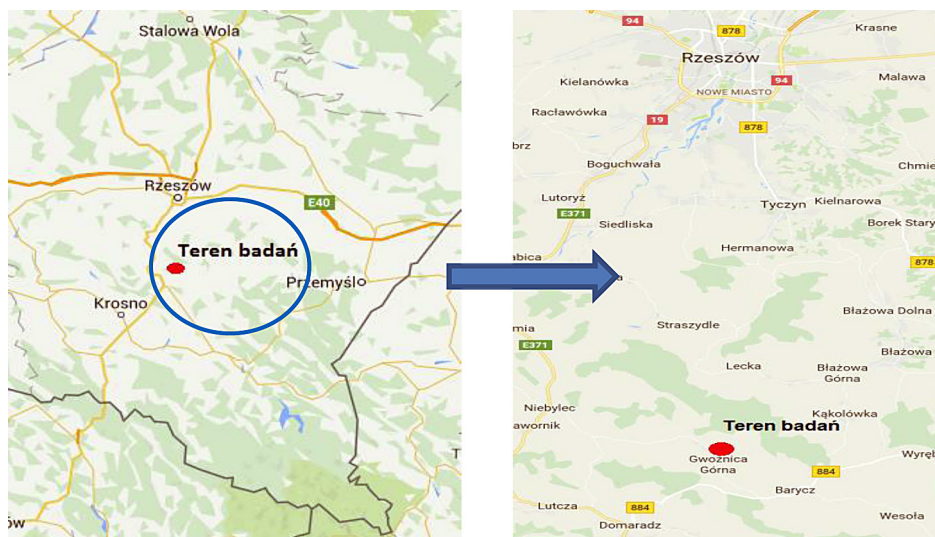 Stalowa Wola
Rzeszów
E40
Teren badań
Przemyśl
Krosno
94
878
Krasne
Rzeszów
94
Kielanówka
Malawa
NOWE MIASTO
Racławówka
19
878
Boguchwała
Lutoryż
Tyczyn
Kielnarowa
E371
Siedliska
Borek Stary
Hermanowa
878
Straszydle
Błażowa Dolna
E371
Lecka
Błażowa
Błażowa
Górna
Niebylec
Kąkolówka
Teren badań
Gwoźnica
Górna
884
Barycz
Lutcza
884
Wesoła
Domaradz